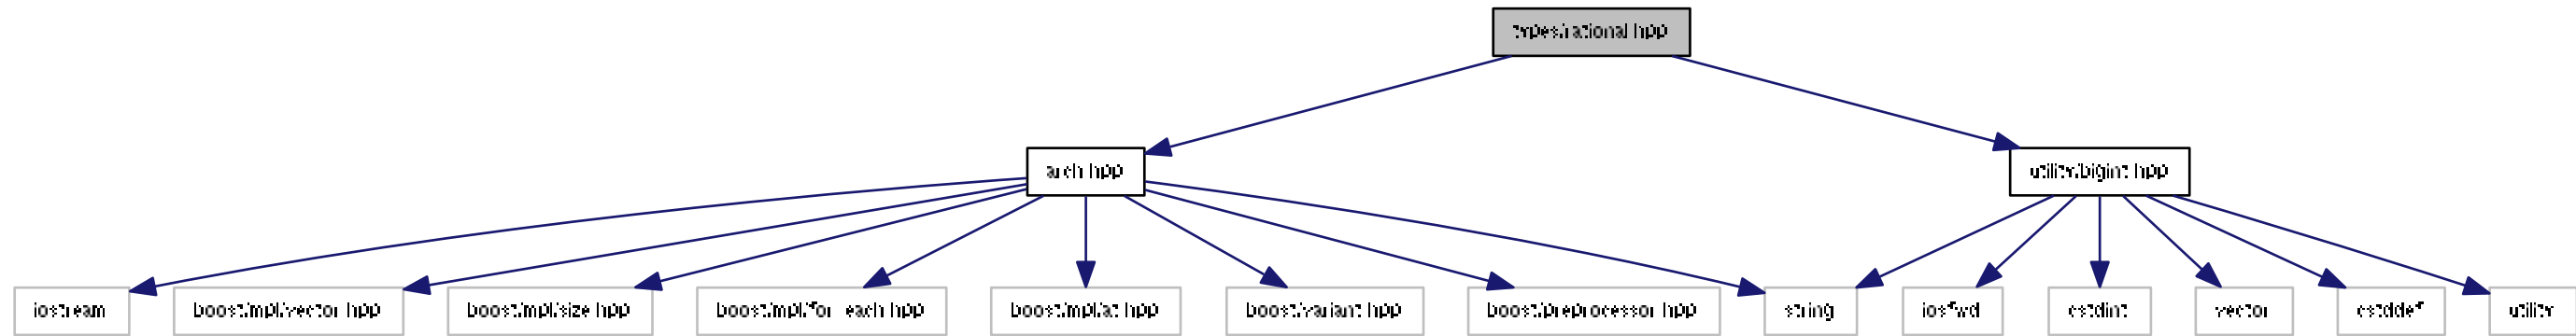 types/rational.hpp
arch.hpp
utility/bigint.hpp
iostream
boost/mpl/vector.hpp
boost/mpl/size.hpp
boost/mpl/for_each.hpp
boost/mpl/at.hpp
boost/variant.hpp
boost/preprocessor.hpp
string
iosfwd
cstdint
vector
cstddef
utility